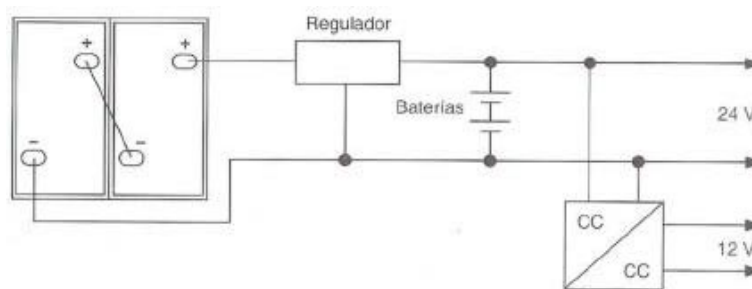 Regulador
+
+
Baterías
24 V
-
-
CC
12 V
CC